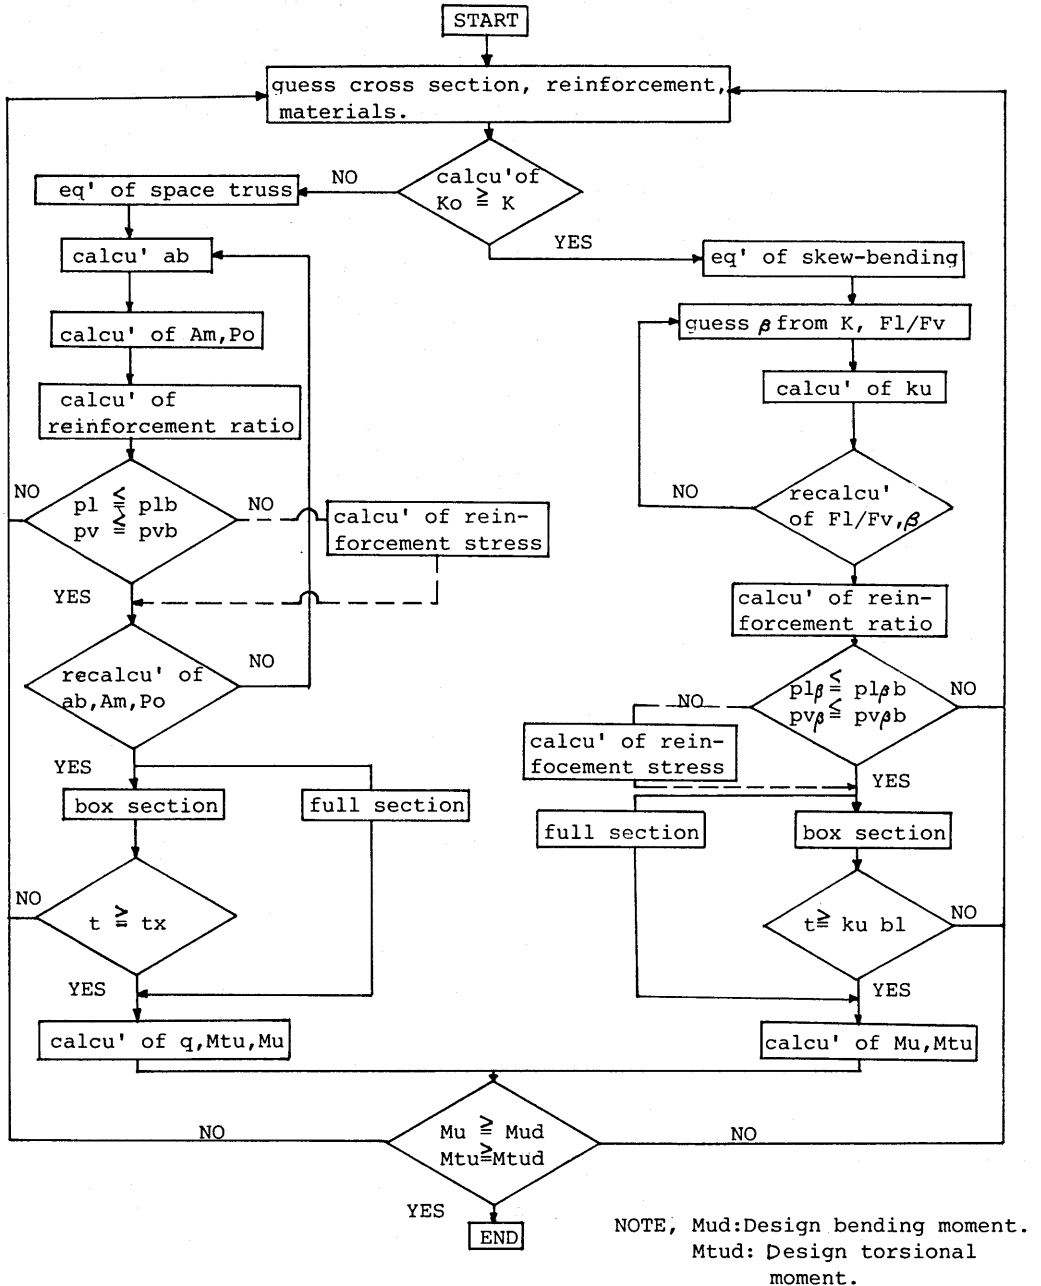 START
guess cross section, reinforcement,
materials.
calcu'of
Ko ≧ K
NO
YES
eq' of space truss
calcu' ab
calcu' of Am,Po
calcu' of
reinforcement ratio
pl ≦ plb
pv ≦ pvb
NO
NO
calcu' of rein-
forcement stress
YES
recalcu' of
ab,Am,Po
NO
YES
box section
full section
t ≧ tx
NO
YES
calcu' of q,Mtu,Mu
eq' of skew-bending
guess β from K, Fl/Fv
calcu' of ku
recalcu'
of Fl/Fv,β
NO
calcu' of rein-
forcement ratio
plβ ≦ plβb
pvβ ≦ pvβb
NO
NO
calcu' of rein-
focement stress
YES
full section
box section
t≧ ku bl
NO
YES
calcu' of Mu,Mtu
Mu ≧ Mud
Mtu≧Mtud
NO
NO
YES
END
NOTE, Mud:Design bending moment.
Mtud: Design torsional
moment.